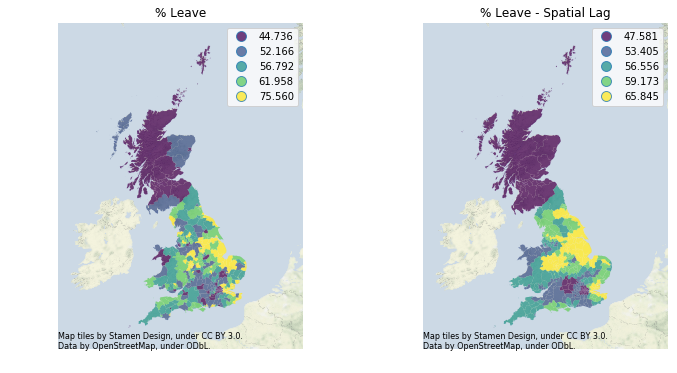 % Leave
44.736
52.166
56.792
61.958
75.560
Map tiles by Stamen Design, under CC BY 3.0.
Data by OpenStreetMap, under ODbL.
% Leave - Spatial Lag
47.581
53.405
56.556
59.173
65.845
Map tiles by Stamen Design, under CC BY 3.0.
Data by OpenStreetMap, under ODbL.